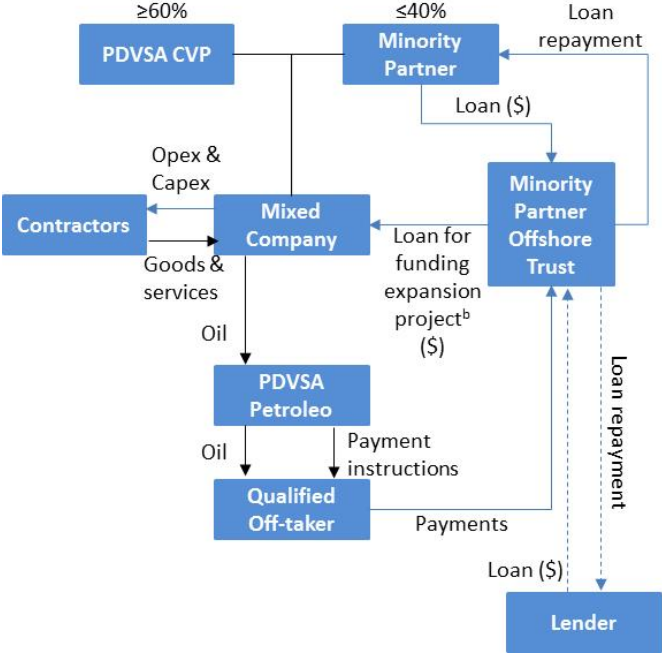 ≥60%
≤40%
Loan
repayment
PDVSA CVP
Minority
Partner
Loan ($)
Opex &
Capex
Minority
Partner
Offshore
Trust
Contractors
Mixed
Company
Loan for
funding
expansion
projectᵇ
($)
Goods &
services
Oil
PDVSA
Petroleo
Loan repayment
Oil
Payment
instructions
Qualified
Off-taker
Payments
Loan ($)
Lender